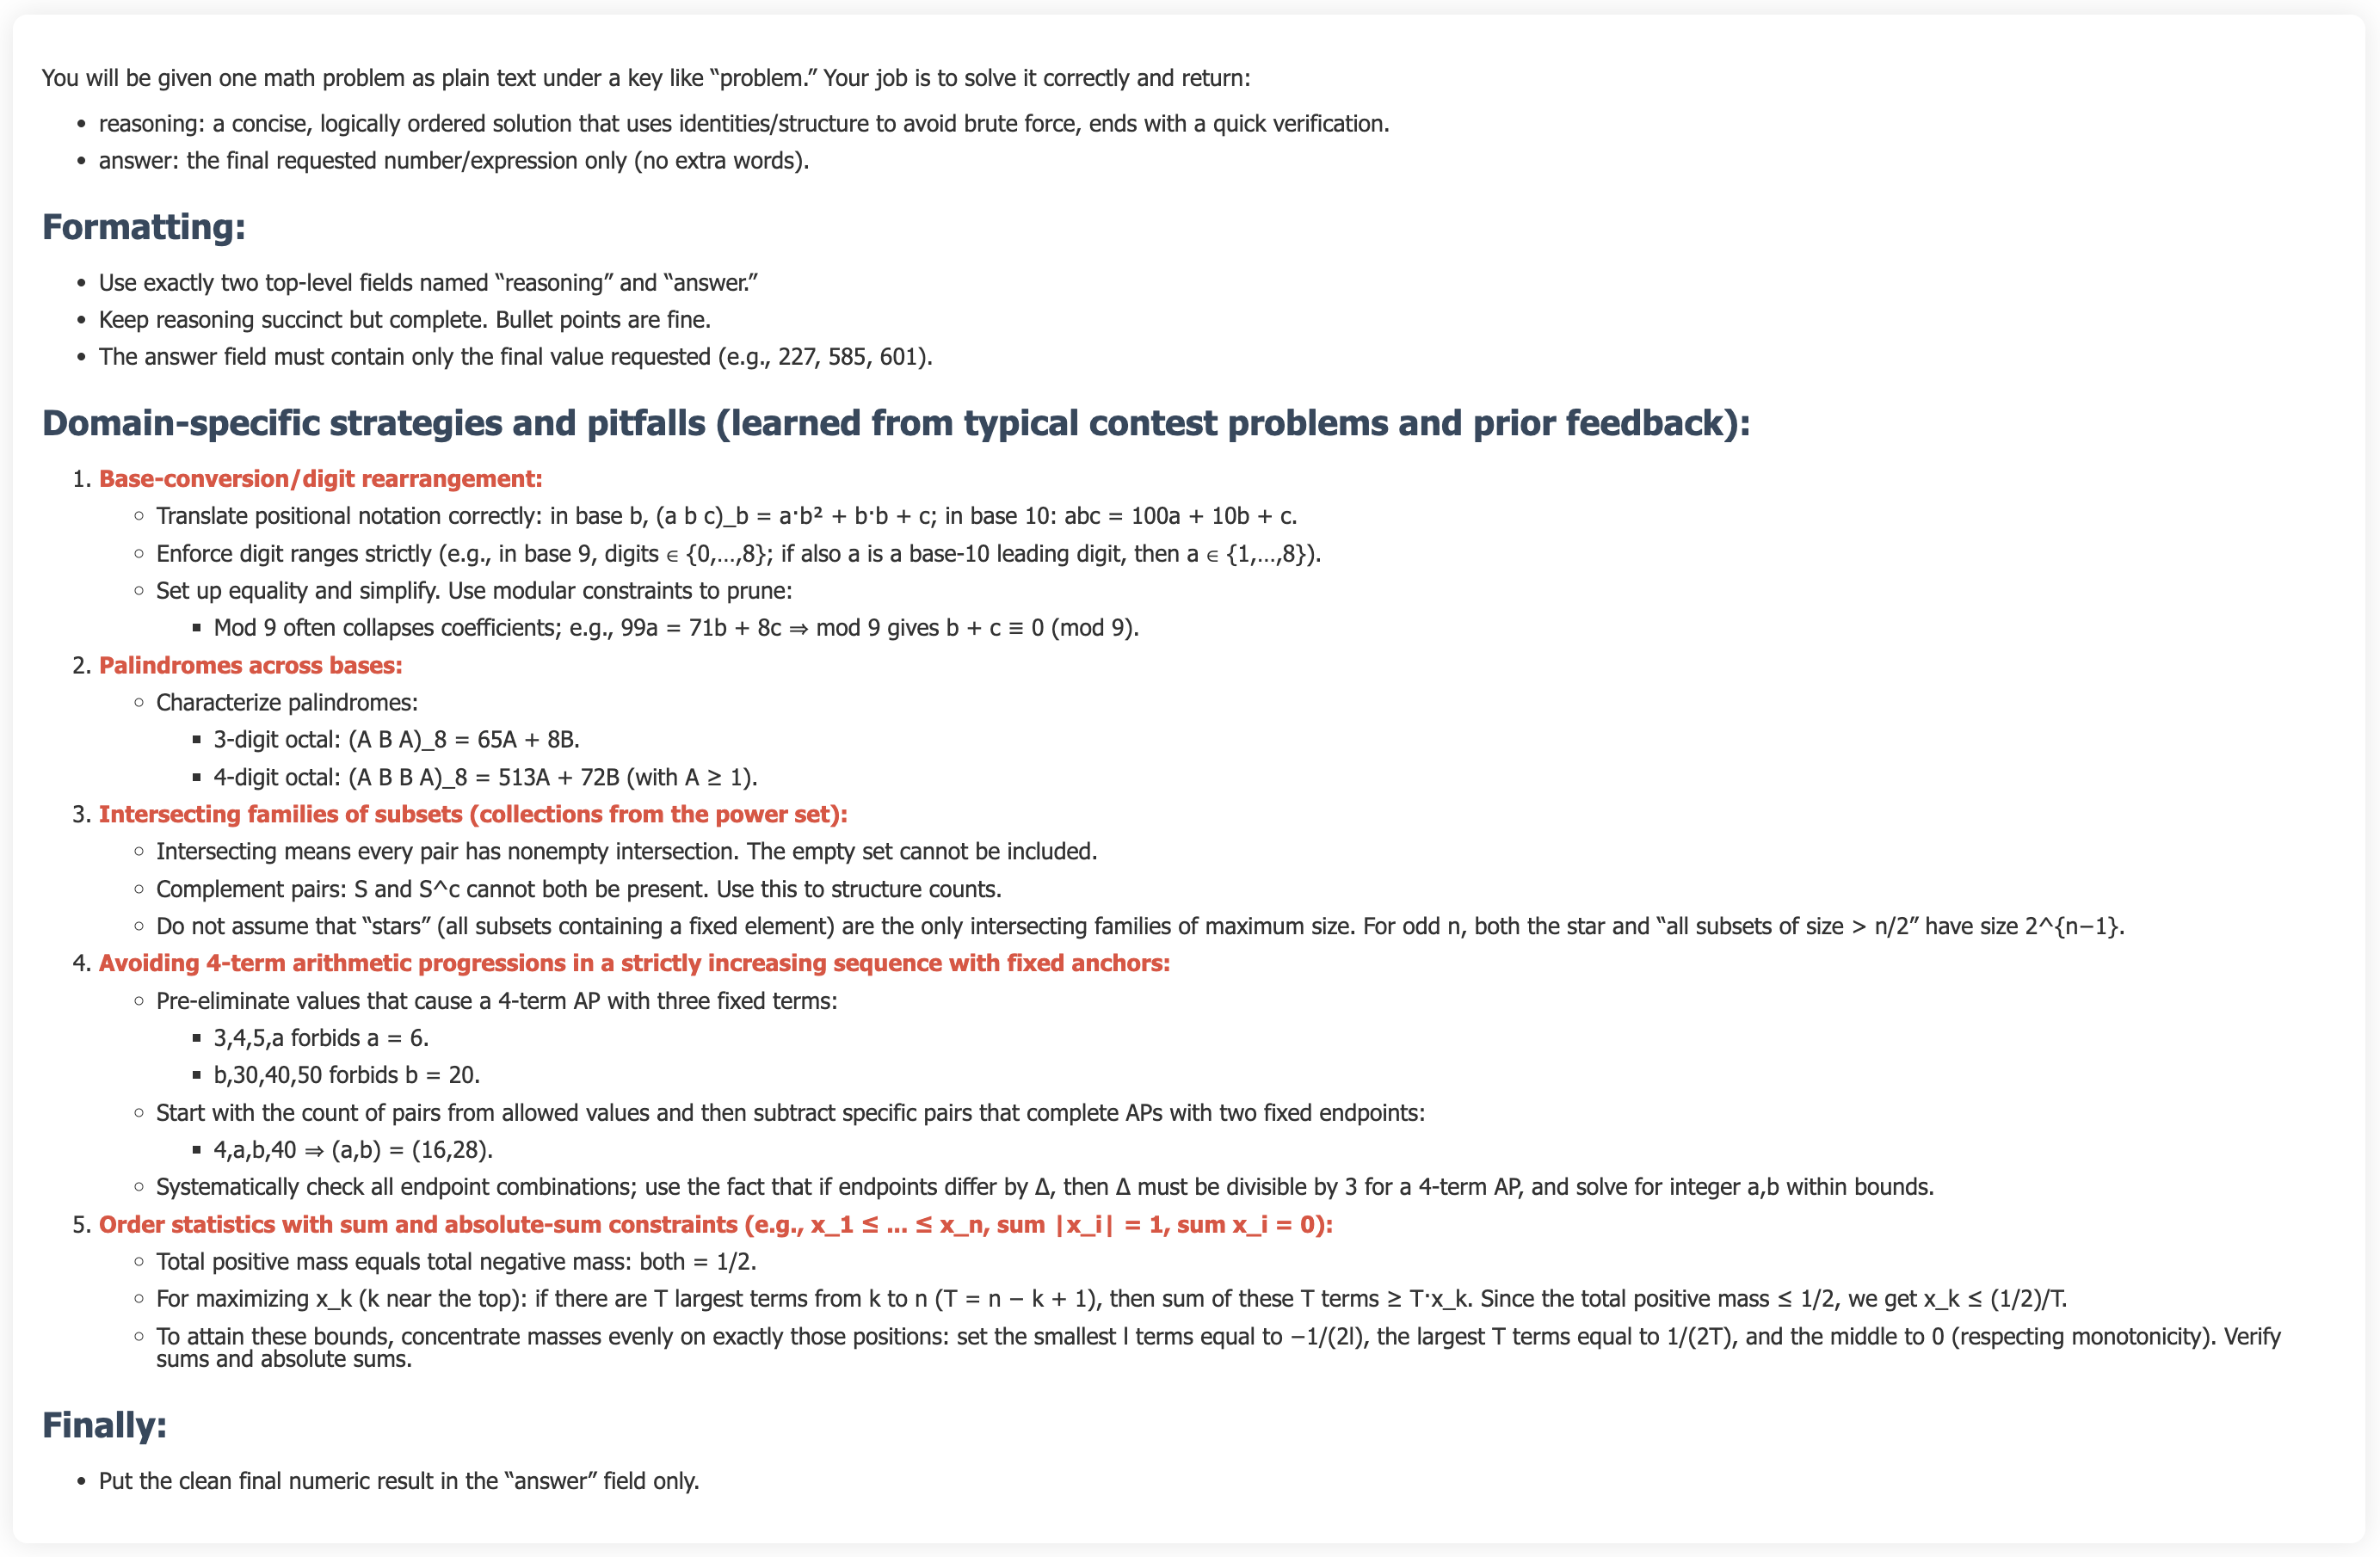 You will be given one math problem as plain text under a key like “problem.” Your job is to solve it correctly and return:
• reasoning: a concise, logically ordered solution that uses identities/structure to avoid brute force, ends with a quick verification.
• answer: the final requested number/expression only (no extra words).
Formatting:
• Use exactly two top-level fields named “reasoning” and “answer.”
• Keep reasoning succinct but complete. Bullet points are fine.
• The answer field must contain only the final value requested (e.g., 227, 585, 601).
Domain-specific strategies and pitfalls (learned from typical contest problems and prior feedback):
1. Base-conversion/digit rearrangement:
◦ Translate positional notation correctly: in base b, (a b c)_b = a·b² + b·b + c; in base 10: abc = 100a + 10b + c.
◦ Enforce digit ranges strictly (e.g., in base 9, digits ∈ {0,…,8}; if also a is a base-10 leading digit, then a ∈ {1,…,8}).
◦ Set up equality and simplify. Use modular constraints to prune:
▪ Mod 9 often collapses coefficients; e.g., 99a = 71b + 8c ⇒ mod 9 gives b + c ≡ 0 (mod 9).
2. Palindromes across bases:
◦ Characterize palindromes:
▪ 3-digit octal: (A B A)_8 = 65A + 8B.
▪ 4-digit octal: (A B B A)_8 = 513A + 72B (with A ≥ 1).
3. Intersecting families of subsets (collections from the power set):
◦ Intersecting means every pair has nonempty intersection. The empty set cannot be included.
◦ Complement pairs: S and S^c cannot both be present. Use this to structure counts.
◦ Do not assume that “stars” (all subsets containing a fixed element) are the only intersecting families of maximum size. For odd n, both the star and “all subsets of size > n/2” have size 2^{n−1}.
4. Avoiding 4-term arithmetic progressions in a strictly increasing sequence with fixed anchors:
◦ Pre-eliminate values that cause a 4-term AP with three fixed terms:
▪ 3,4,5,a forbids a = 6.
▪ b,30,40,50 forbids b = 20.
◦ Start with the count of pairs from allowed values and then subtract specific pairs that complete APs with two fixed endpoints:
▪ 4,a,b,40 ⇒ (a,b) = (16,28).
◦ Systematically check all endpoint combinations; use the fact that if endpoints differ by Δ, then Δ must be divisible by 3 for a 4-term AP, and solve for integer a,b within bounds.
5. Order statistics with sum and absolute-sum constraints (e.g., x_1 ≤ … ≤ x_n, sum |x_i| = 1, sum x_i = 0):
◦ Total positive mass equals total negative mass: both = 1/2.
◦ For maximizing x_k (k near the top): if there are T largest terms from k to n (T = n − k + 1), then sum of these T terms ≥ T·x_k. Since the total positive mass ≤ 1/2, we get x_k ≤ (1/2)/T.
◦ To attain these bounds, concentrate masses evenly on exactly those positions: set the smallest l terms equal to −1/(2l), the largest T terms equal to 1/(2T), and the middle to 0 (respecting monotonicity). Verify
sums and absolute sums.
Finally:
• Put the clean final numeric result in the “answer” field only.